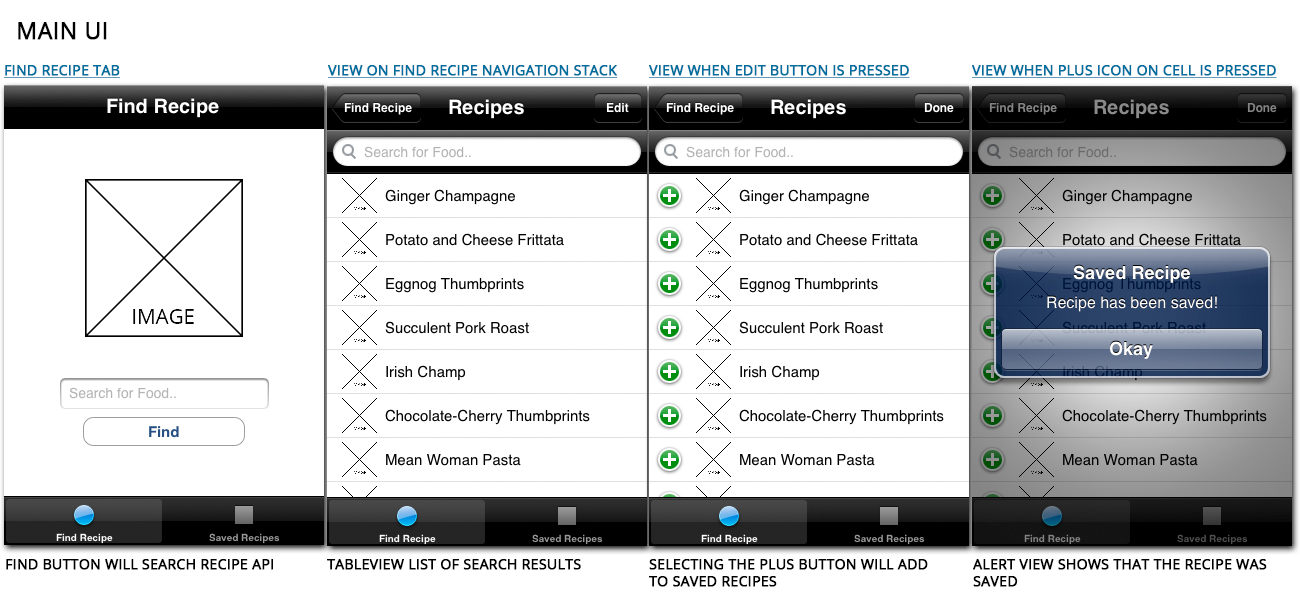 MAIN UI
FIND RECIPE TAB
Find Recipe
IMAGE
Search for Food..
Find
Find Recipe
Saved Recipes
FIND BUTTON WILL SEARCH RECIPE API
VIEW ON FIND RECIPE NAVIGATION STACK
Find Recipe
Recipes
Edit
Search for Food..
Ginger Champagne
Potato and Cheese Frittata
Eggnog Thumbprints
Succulent Pork Roast
Irish Champ
Chocolate-Cherry Thumbprints
Mean Woman Pasta
Find Recipe
Saved Recipes
TABLEVIEW LIST OF SEARCH RESULTS
VIEW WHEN EDIT BUTTON IS PRESSED
Find Recipe
Recipes
Done
Search for Food..
Ginger Champagne
Potato and Cheese Frittata
Eggnog Thumbprints
Succulent Pork Roast
Irish Champ
Chocolate-Cherry Thumbprints
Mean Woman Pasta
Find Recipe
Saved Recipes
SELECTING THE PLUS BUTTON WILL ADD
TO SAVED RECIPES
VIEW WHEN PLUS ICON ON CELL IS PRESSED
Find Recipe
Recipes
Done
Search for Food..
Ginger Champagne
Potato and Cheese Frittata
Eggnog Thumbprints
Succulent Pork Roast
Irish Champ
Saved Recipe
Recipe has been saved!
Okay
Chocolate-Cherry Thumbprints
Mean Woman Pasta
Find Recipe
Saved Recipes
ALERT VIEW SHOWS THAT THE RECIPE WAS
SAVED